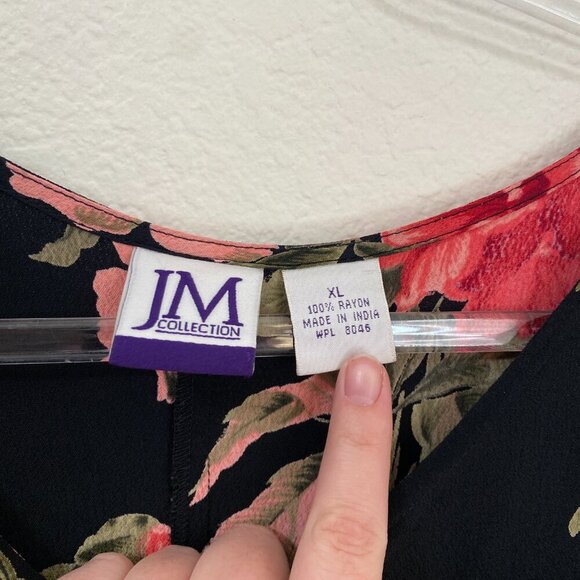 JM
COLLECTION
XL
100% RAYON
MADE IN INDIA
WPL 8046